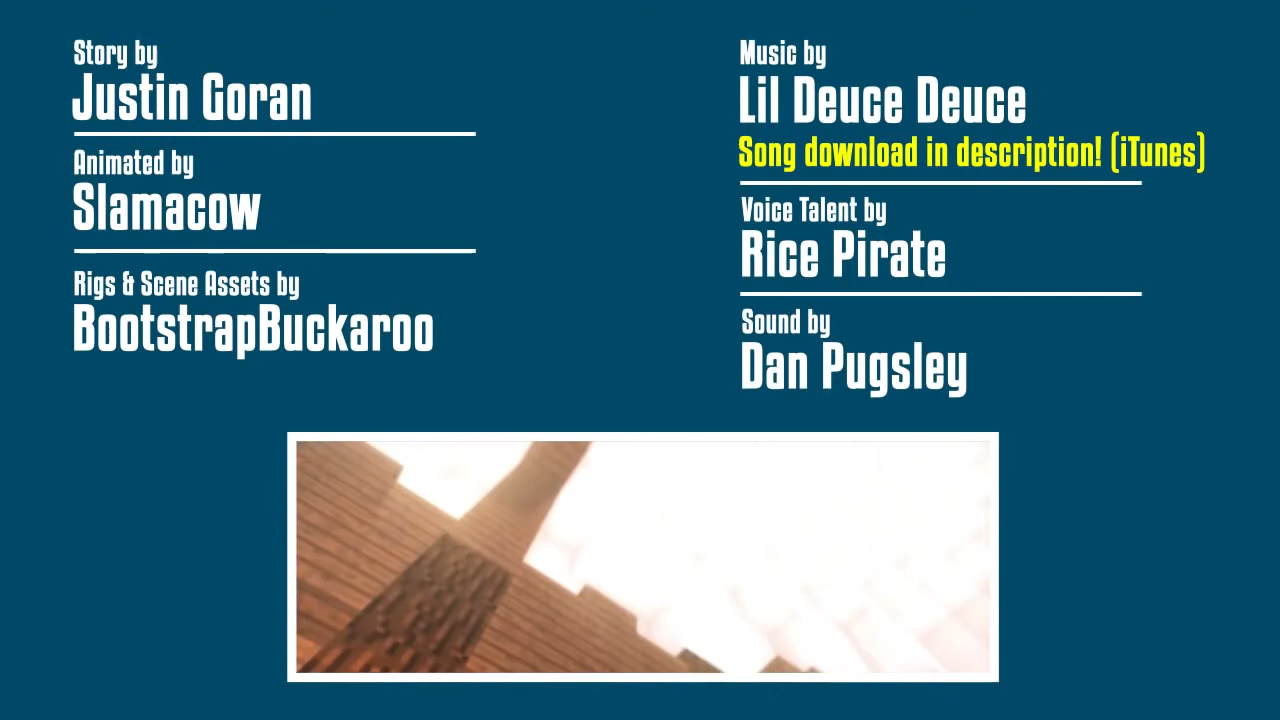 Story by
Justin Goran
Animated by
Slamacow
Rigs & Scene Assets by
BootstrapBuckaroo
Music by
Lil Deuce Deuce
Song download in description! (iTunes)
Voice Talent by
Rice Pirate
Sound by
Dan Pugsley